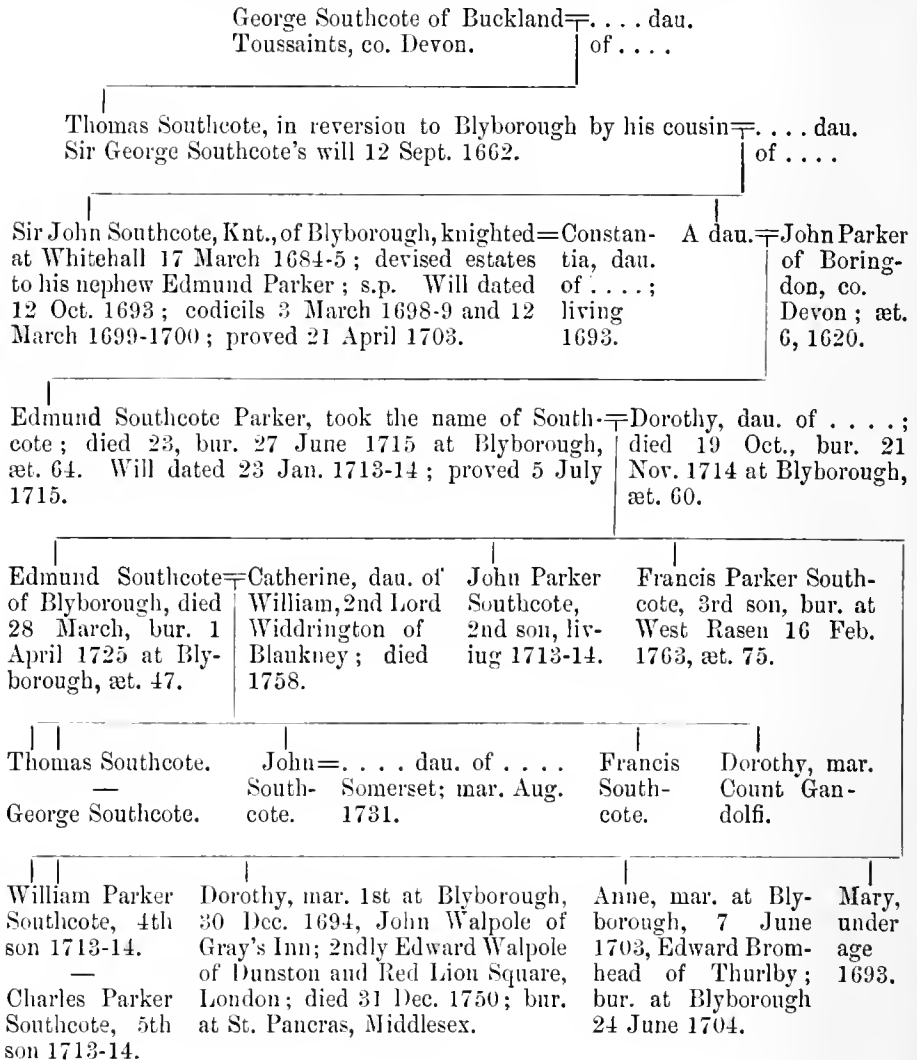 George Southcote of Buckland=. . . . dau.
Toussaints, co. Devon. of . . . .
Thomas Southcote, in reversion to Blyborough by his cousin=. . . . dau.
Sir George Southcote's will 12 Sept. 1662. of . . . .
Sir John Southcote, Knt., of Blyborough, knighted=
at Whitehall 17 March 1684-5 ; devised estates
to his nephew Edmund Parker ; s.p. Will dated
12 Oct. 1693 ; codicils 3 March 1698-9 and 12
March 1699-1700 ; proved 21 April 1703.
Constan-
tia, dau.
of . . . . ;
living
1693.
A dau.=
John Parker
of Boring-
don, co.
Devon ; æt.
6, 1620.
Edmund Southcote Parker, took the name of South-=
cote ; died 23, bur. 27 June 1715 at Blyborough,
æt. 64. Will dated 23 Jan. 1713-14 ; proved 5 July
1715.
Dorothy, dau. of . . . . ;
died 19 Oct., bur. 21
Nov. 1714 at Blyborough,
æt. 60.
Edmund Southcote=
of Blyborough, died
28 March, bur. 1
April 1725 at Bly-
borough, æt. 47.
Catherine, dau. of
William, 2nd Lord
Widdrington of
Blankney ; died
1758.
John Parker
Southcote,
2nd son, liv-
ing 1713-14.
Francis Parker South-
cote, 3rd son, bur. at
West Rasen 16 Feb.
1763, æt. 75.
Thomas Southcote.
—
George Southcote.
John=
South-
cote.
. . . . dau. of . . . .
Somerset; mar. Aug.
1731.
Francis
South-
cote.
Dorothy, mar.
Count Gan-
dolfi.
William Parker
Southcote, 4th
son 1713-14.
—
Charles Parker
Southcote, 5th
son 1713-14.
Dorothy, mar. 1st at Blyborough,
30 Dec. 1694, John Walpole of
Gray's Inn; 2ndly Edward Walpole
of Dunston and Red Lion Square,
London ; died 31 Dec. 1750 ; bur.
at St. Pancras, Middlesex.
Anne, mar. at Bly-
borough, 7 June
1703, Edward Brom-
head of Thurlby ;
bur. at Blyborough
24 June 1704.
Mary,
under
age
1693.